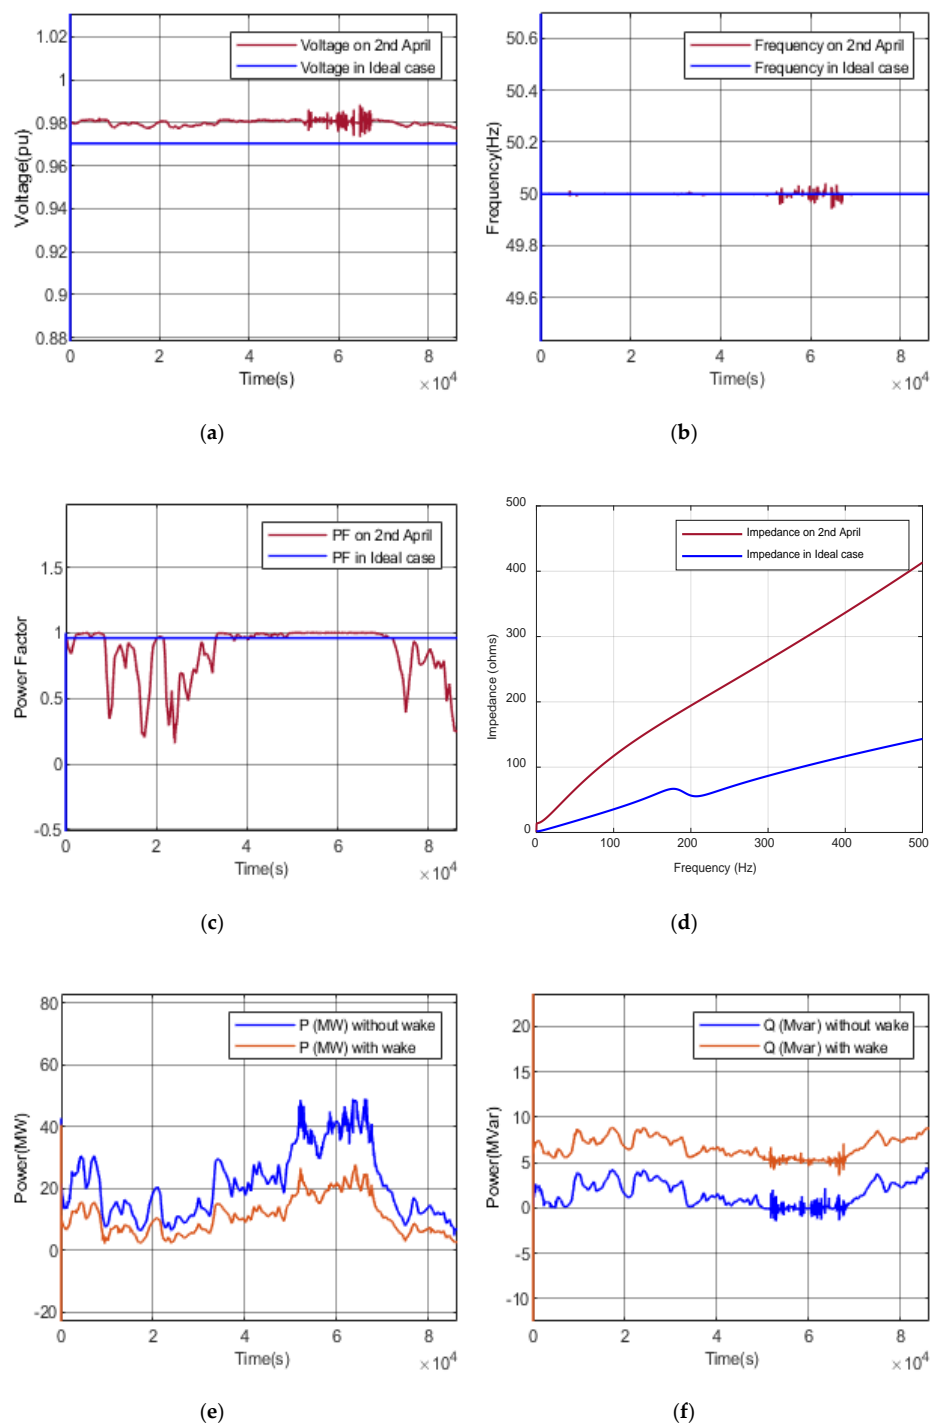 1.02
1
0.98
0.96
0.94
0.92
0.9
0.88
Voltage(pu)
Voltage on 2nd April
Voltage in Ideal case
0 2 4 6 8
Time(s)
×10^4
(a)
50.6
50.4
50.2
50
49.8
49.6
Frequency(Hz)
Frequency on 2nd April
Frequency in Ideal case
0 2 4 6 8
Time(s)
×10^4
(b)
1.5
1
0.5
0
-0.5
Power Factor
PF on 2nd April
PF in Ideal case
0 2 4 6 8
Time(s)
×10^4
(c)
500
400
300
200
100
0
Impedance (ohms)
Impedance on 2nd April
Impedance in Ideal case
0 100 200 300 400 500
Frequency (Hz)
(d)
80
60
40
20
0
-20
Power(MW)
P (MW) without wake
P (MW) with wake
0 2 4 6 8
Time(s)
×10^4
(e)
20
15
10
5
0
-5
-10
Power(MVar)
Q (Mvar) without wake
Q (Mvar) with wake
0 2 4 6 8
Time(s)
×10^4
(f)